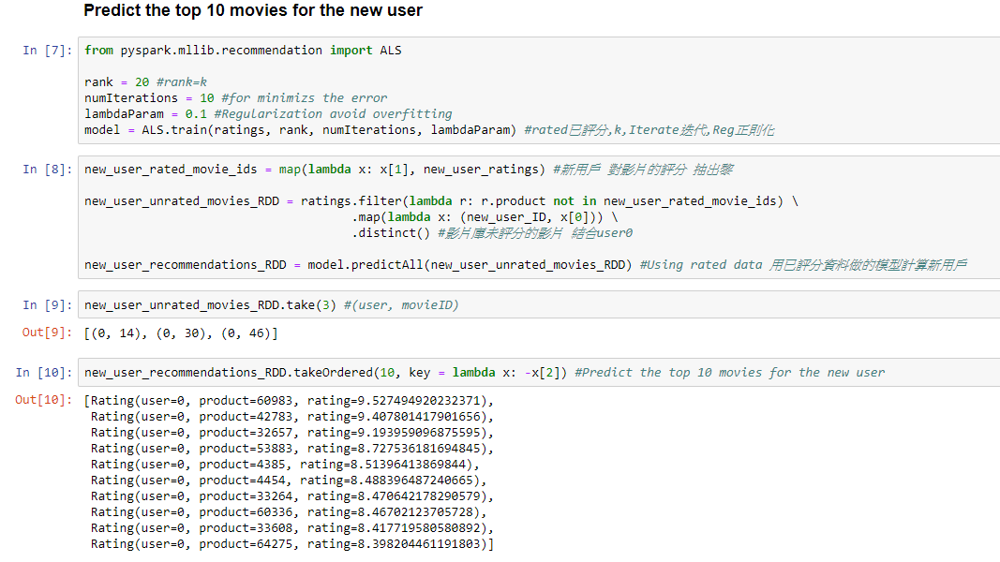 Predict the top 10 movies for the new user
In [7]: from pyspark.mllib.recommendation import ALS
rank = 20 #rank=k
numIterations = 10 #for minimizs the error
lambdaParam = 0.1 #Regularization avoid overfitting
model = ALS.train(ratings, rank, numIterations, lambdaParam) #rated已評分,k,Iterate迭代,Reg正則化
In [8]: new_user_rated_movie_ids = map(lambda x: x[1], new_user_ratings) #新用戶 對影片的評分 抽出黎
new_user_unrated_movies_RDD = ratings.filter(lambda r: r.product not in new_user_rated_movie_ids) \
.map(lambda x: (new_user_ID, x[0])) \
.distinct() #影片庫未評分的影片 結合user0
new_user_recommendations_RDD = model.predictAll(new_user_unrated_movies_RDD) #Using rated data 用已評分資料做的模型計算新用戶
In [9]: new_user_unrated_movies_RDD.take(3) #(user, movieID)
Out[9]: [(0, 14), (0, 30), (0, 46)]
In [10]: new_user_recommendations_RDD.takeOrdered(10, key = lambda x: -x[2]) #Predict the top 10 movies for the new user
Out[10]: [Rating(user=0, product=60983, rating=9.527494920232371),
Rating(user=0, product=42783, rating=9.407801417901656),
Rating(user=0, product=32657, rating=9.193959096875595),
Rating(user=0, product=53883, rating=8.727536181694845),
Rating(user=0, product=4385, rating=8.51396413869844),
Rating(user=0, product=4454, rating=8.488396487240665),
Rating(user=0, product=33264, rating=8.470642178290579),
Rating(user=0, product=60336, rating=8.46702123705728),
Rating(user=0, product=33608, rating=8.417719580580892),
Rating(user=0, product=64275, rating=8.398204461191803)]